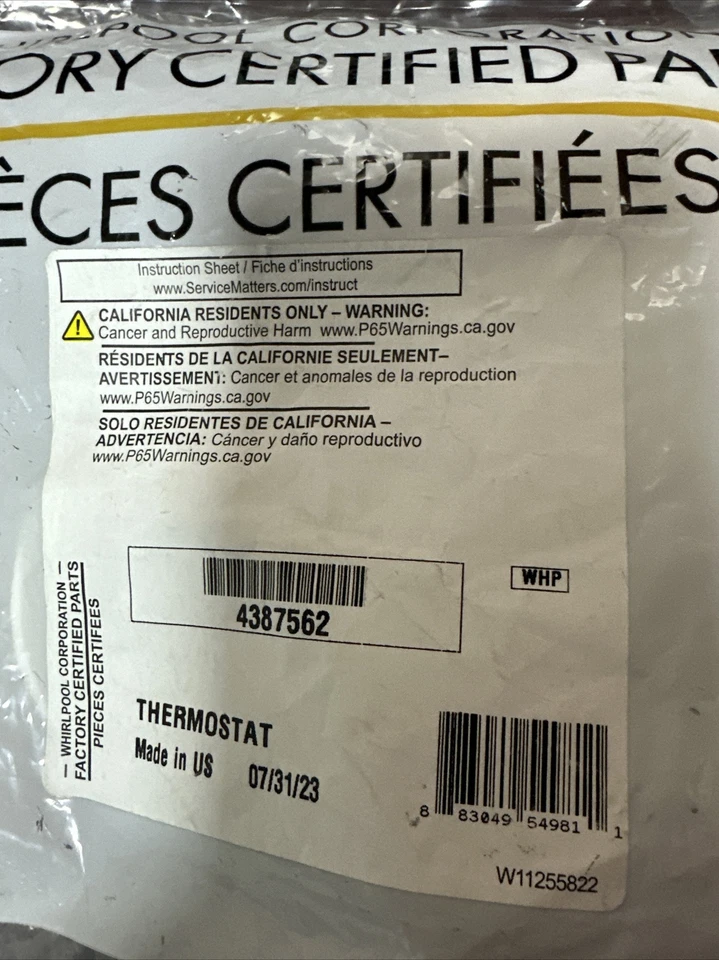 POOL CORPORATION
ORY CERTIFIED PA
ÈCES CERTIFIÉES
Instruction Sheet / Fiche d'instructions
www.ServiceMatters.com/instruct
CALIFORNIA RESIDENTS ONLY – WARNING:
Cancer and Reproductive Harm www.P65Warnings.ca.gov
RÉSIDENTS DE LA CALIFORNIE SEULEMENT–
AVERTISSEMENT: Cancer et anomales de la reproduction
www.P65Warnings.ca.gov
SOLO RESIDENTES DE CALIFORNIA –
ADVERTENCIA: Cáncer y daño reproductivo
www.P65Warnings.ca.gov
— WHIRLPOOL CORPORATION —
FACTORY CERTIFIED PARTS
PIECES CERTIFEES
4387562
WHP
THERMOSTAT
Made in US 07/31/23
8 83049 54981 1
W11255822